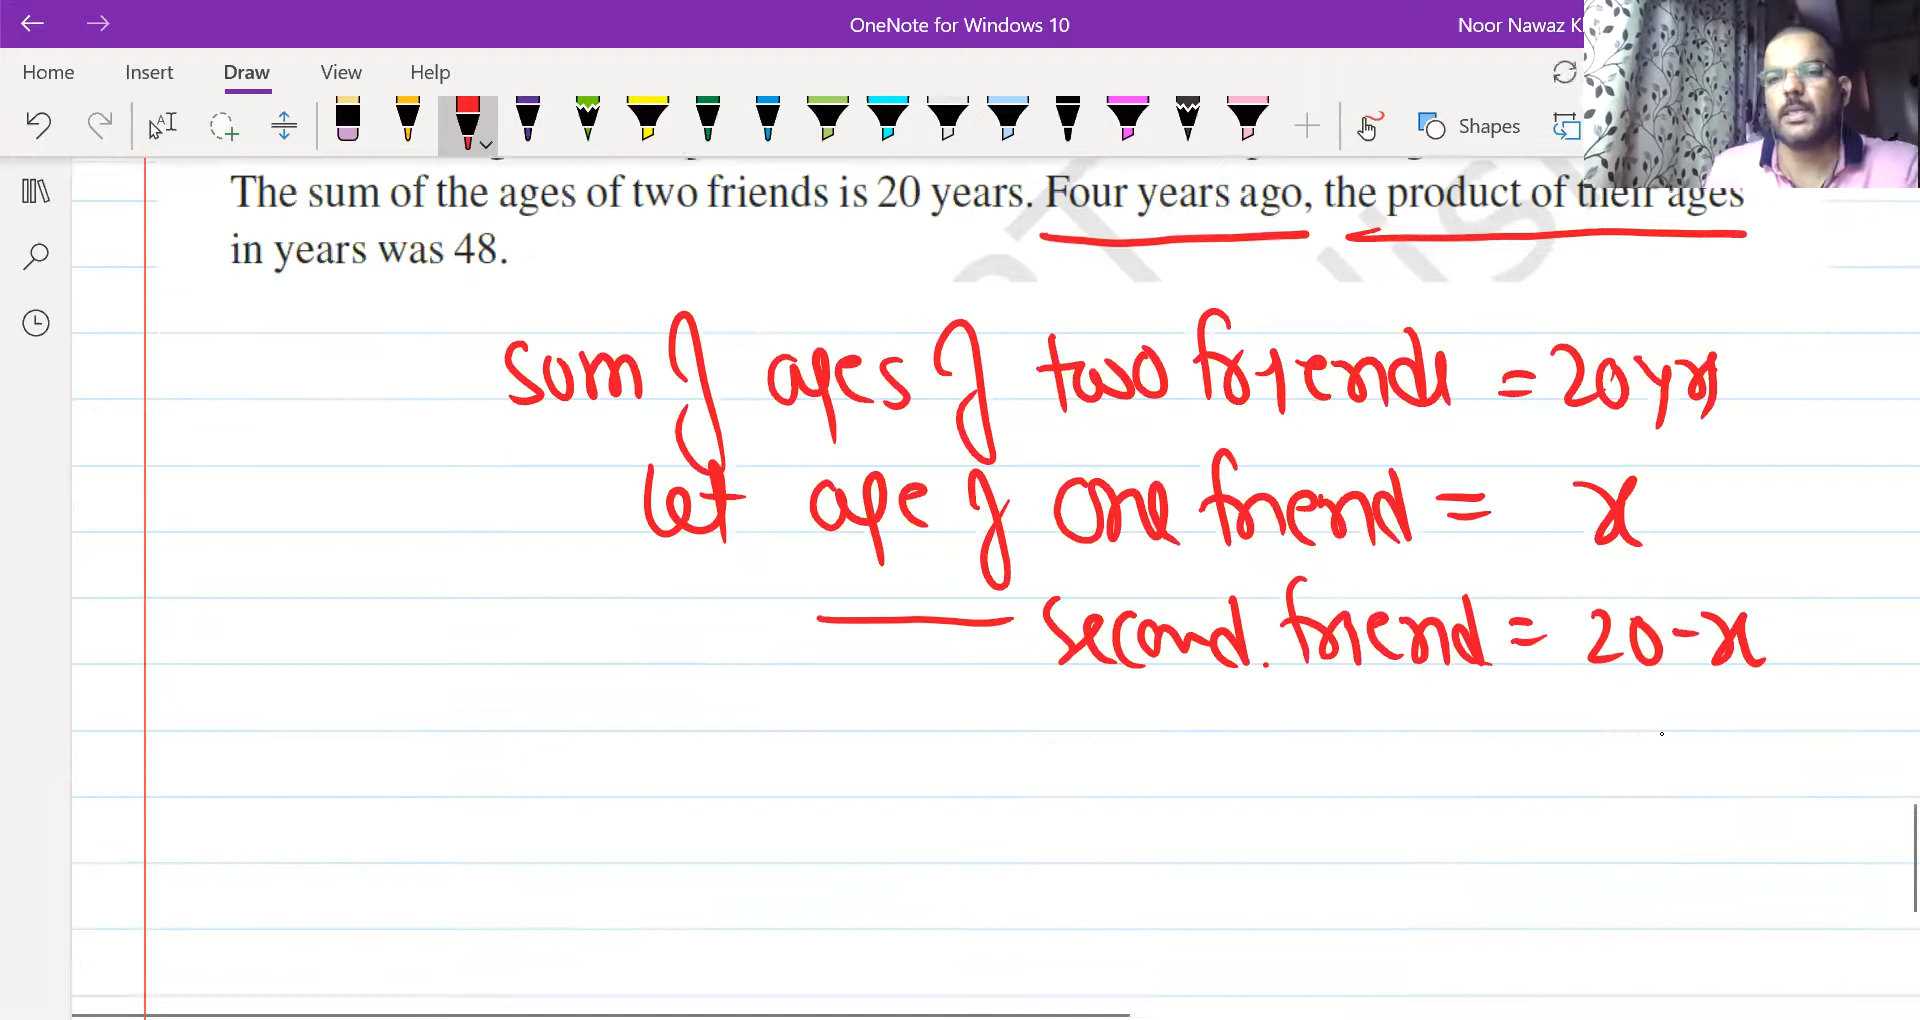 OneNote for Windows 10
Noor Nawaz K
Home Insert Draw View Help
Shapes
The sum of the ages of two friends is 20 years. Four years ago, the product of their ages
in years was 48.
sum of ages of two friends = 20 yrs
let age of one friend = x
second. friend = 20-x